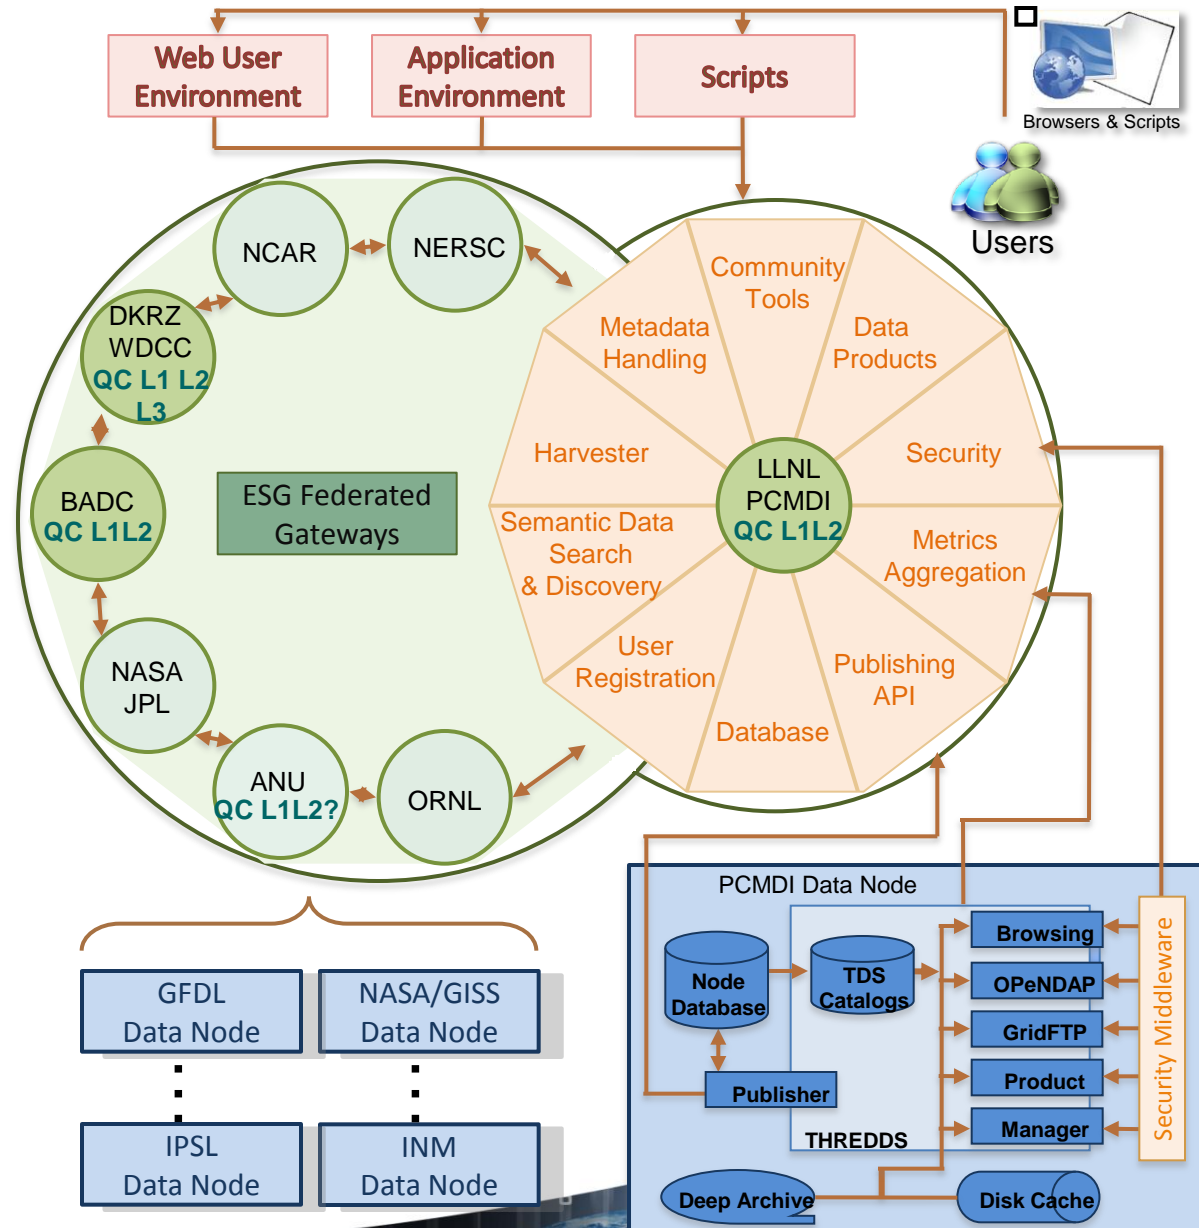 Web User
Environment
Application
Environment
Scripts
Browsers & Scripts
Users
NCAR
NERSC
DKRZ
WDCC
QC L1 L2
L3
BADC
QC L1L2
NASA
JPL
ANU
QC L1L2?
ORNL
ESG Federated
Gateways
Community
Tools
Metadata
Handling
Data
Products
Harvester
Security
LLNL
PCMDI
QC L1L2
Semantic Data
Search
& Discovery
Metrics
Aggregation
User
Registration
Publishing
API
Database
GFDL
Data Node
NASA/GISS
Data Node
IPSL
Data Node
INM
Data Node
PCMDI Data Node
Node
Database
TDS
Catalogs
Browsing
OPeNDAP
GridFTP
Product
Manager
Publisher
THREDDS
Security Middleware
Deep Archive
Disk Cache